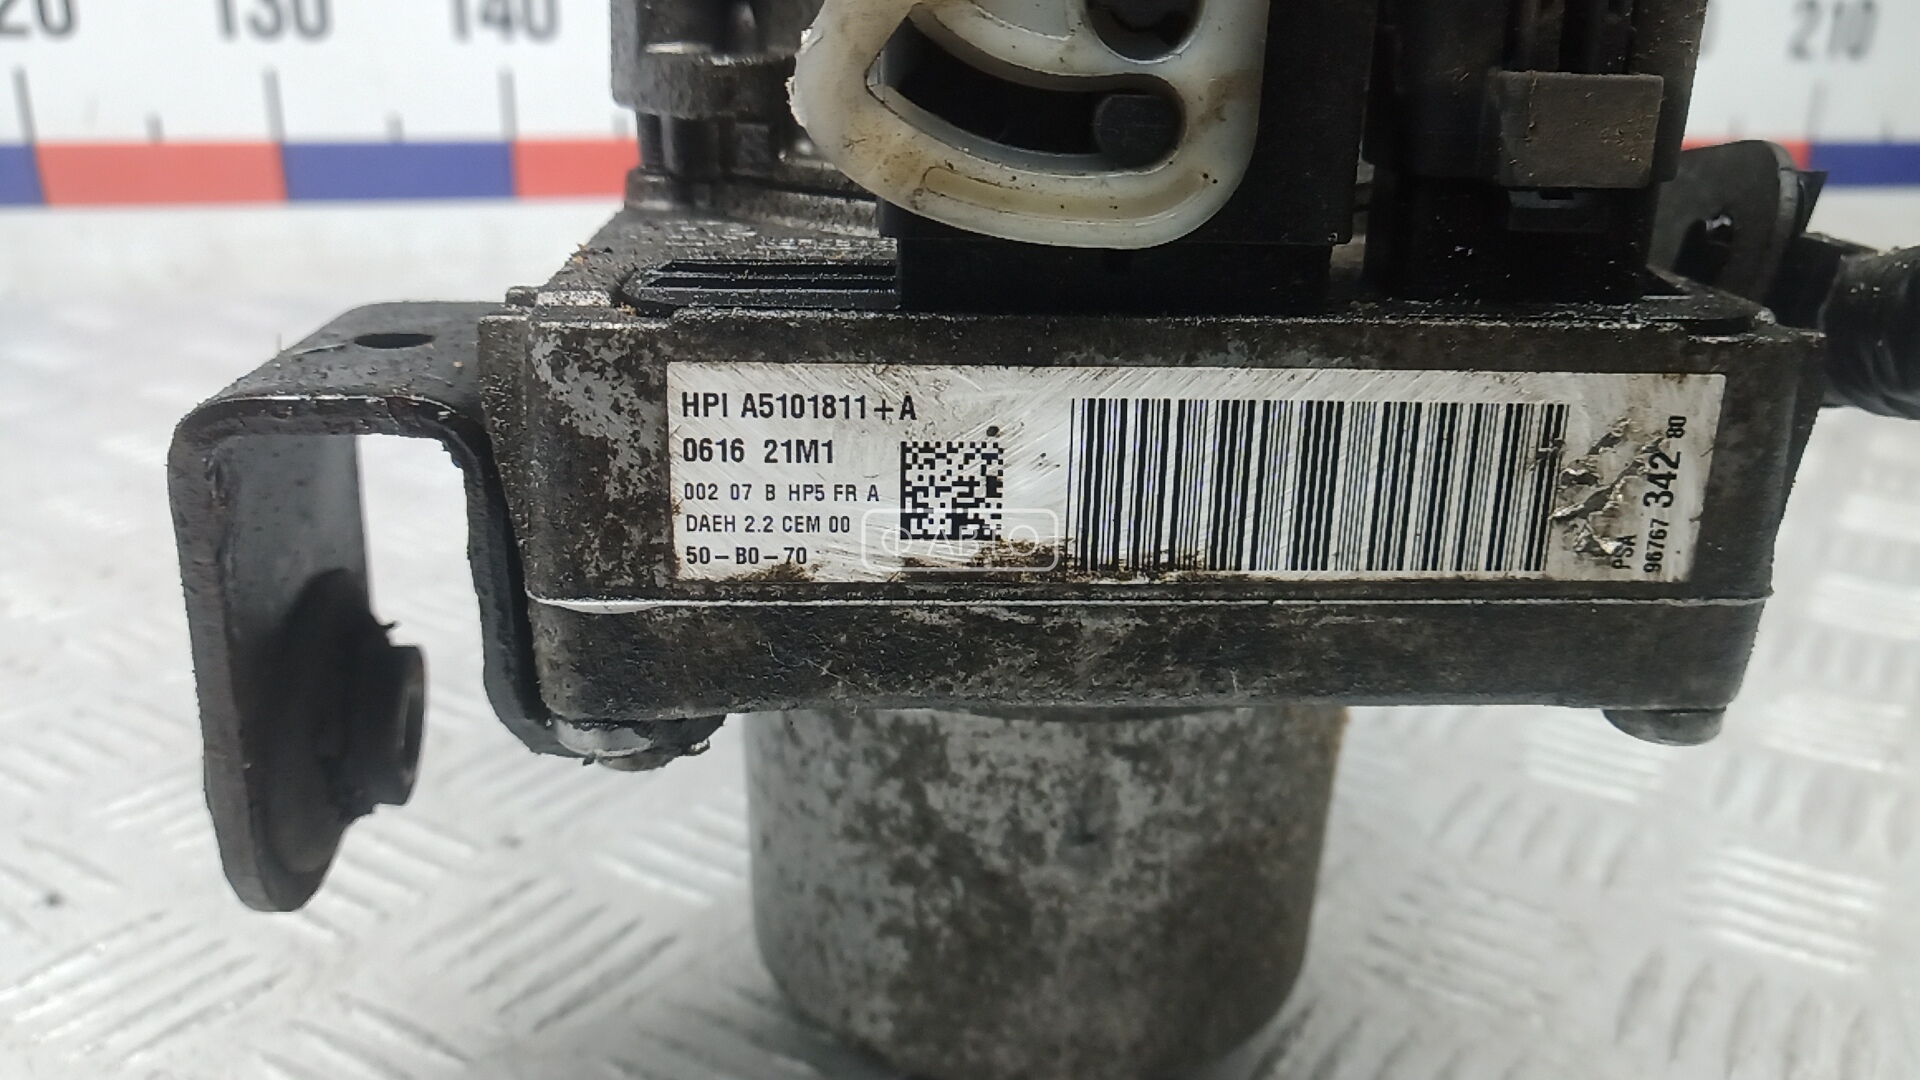 20 130 140 210
HPI A5101811+A
0616 21M1
002 07 B HP5 FR A
DAEH 2.2 CEM 00
50-B0-70
PSA
96767 342 80